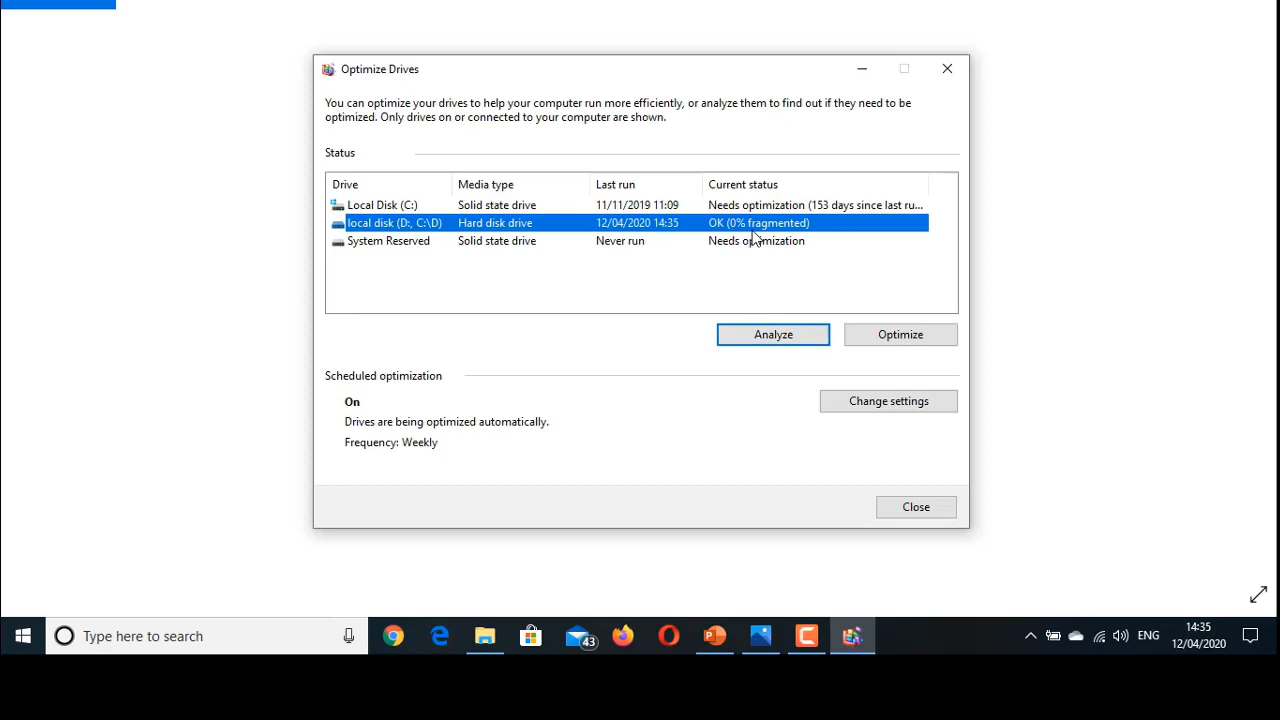 Optimize Drives
You can optimize your drives to help your computer run more efficiently, or analyze them to find out if they need to be
optimized. Only drives on or connected to your computer are shown.
Status
Drive Media type Last run Current status
Local Disk (C:) Solid state drive 11/11/2019 11:09 Needs optimization (153 days since last ru...
local disk (D:, C:\D) Hard disk drive 12/04/2020 14:35 OK (0% fragmented)
System Reserved Solid state drive Never run Needs optimization
Analyze Optimize
Scheduled optimization
On Change settings
Drives are being optimized automatically.
Frequency: Weekly
Close
Type here to search 43 ENG 14:35
12/04/2020